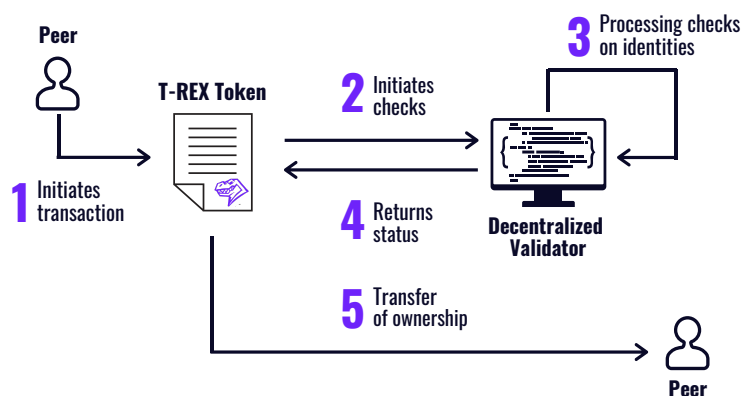 Peer
T-REX Token
1 Initiates
transaction
2 Initiates
checks
3 Processing checks
on identities
{ }
Decentralized
Validator
4 Returns
status
5 Transfer
of ownership
Peer